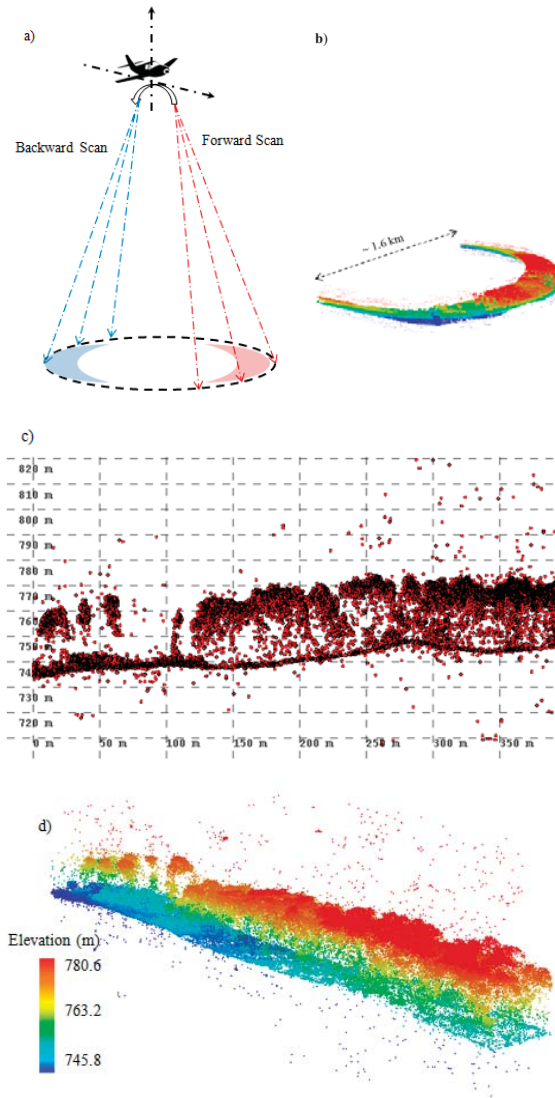 a)
b)
Backward Scan
Forward Scan
~ 1.6 km
c)
820 m
810 m
800 m
790 m
780 m
770 m
760 m
750 m
740 m
730 m
720 m
0 m 50 m 100 m 150 m 200 m 250 m 300 m 350 m
d)
Elevation (m)
780.6
763.2
745.8